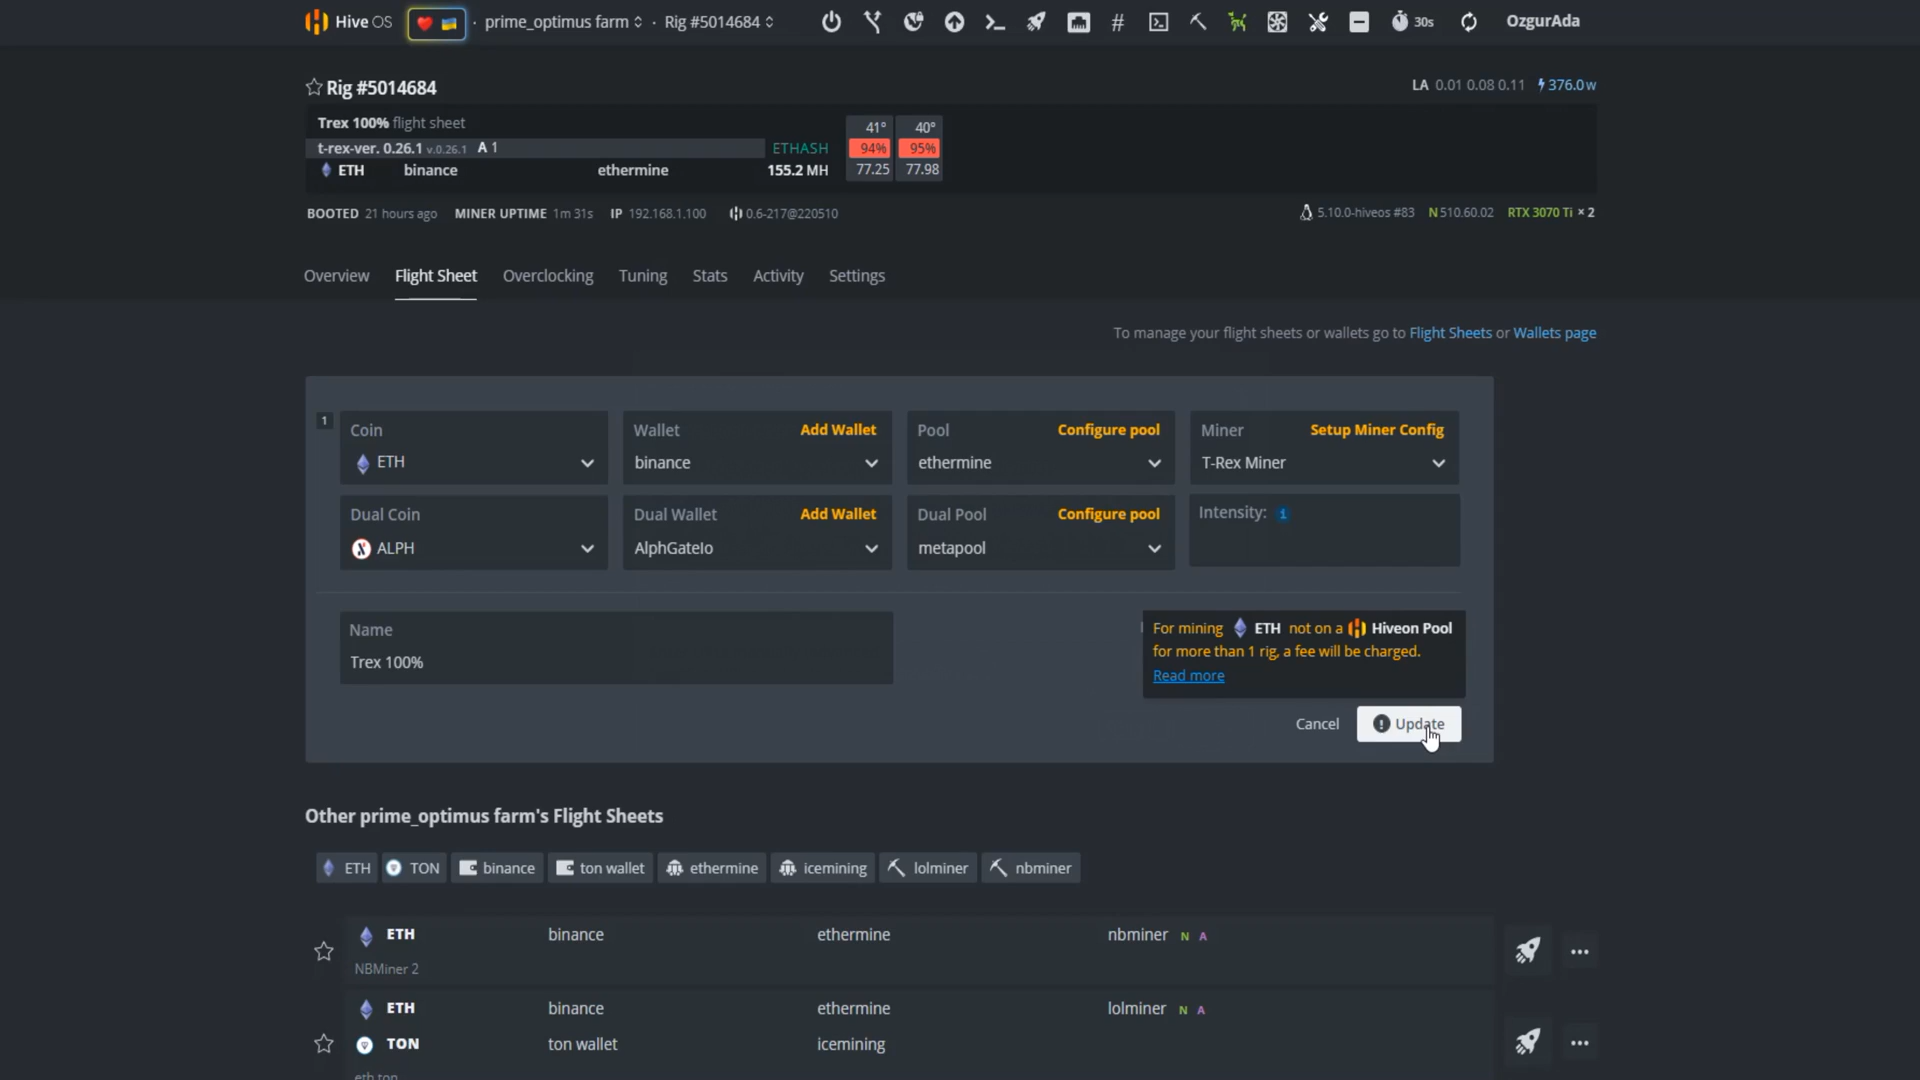 Hive OS prime_optimus farm Rig #5014684 # 30s OzgurAda
Rig #5014684 LA 0.01 0.08 0.11 376.0 w
Trex 100% flight sheet 41° 40°
t-rex-ver. 0.26.1 v.0.26.1 A 1 ETHASH 94% 95%
ETH binance ethermine 155.2 MH 77.25 77.98
BOOTED 21 hours ago MINER UPTIME 1m 31s IP 192.168.1.100 0.6-217@220510 5.10.0-hiveos #83 N 510.60.02 RTX 3070 Ti × 2
Overview Flight Sheet Overclocking Tuning Stats Activity Settings
To manage your flight sheets or wallets go to Flight Sheets or Wallets page
1 Coin Wallet Add Wallet Pool Configure pool Miner Setup Miner Config
ETH binance ethermine T-Rex Miner
Dual Coin Dual Wallet Add Wallet Dual Pool Configure pool Intensity: i
ALPH AlphGateIo metapool
Name
Trex 100%
For mining ETH not on a Hiveon Pool
for more than 1 rig, a fee will be charged.
Read more
Cancel Update
Other prime_optimus farm's Flight Sheets
ETH TON binance ton wallet ethermine icemining lolminer nbminer
ETH binance ethermine nbminer N A
NBMiner 2
ETH binance ethermine lolminer N A
TON ton wallet icemining
eth ton